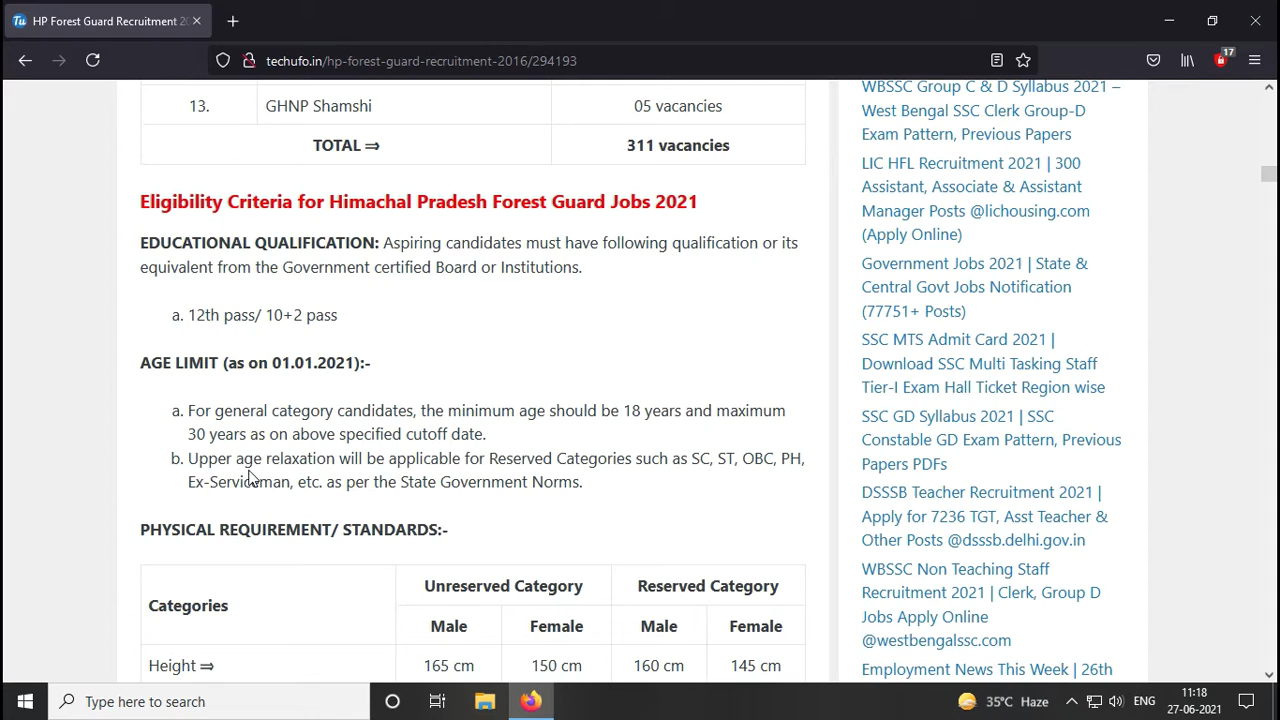 HP Forest Guard Recruitment 20
techufo.in/hp-forest-guard-recruitment-2016/294193
17
13. GHNP Shamshi 05 vacancies
TOTAL ⇒ 311 vacancies
Eligibility Criteria for Himachal Pradesh Forest Guard Jobs 2021
EDUCATIONAL QUALIFICATION: Aspiring candidates must have following qualification or its
equivalent from the Government certified Board or Institutions.
a. 12th pass/ 10+2 pass
AGE LIMIT (as on 01.01.2021):-
a. For general category candidates, the minimum age should be 18 years and maximum
30 years as on above specified cutoff date.
b. Upper age relaxation will be applicable for Reserved Categories such as SC, ST, OBC, PH,
Ex-Serviceman, etc. as per the State Government Norms.
PHYSICAL REQUIREMENT/ STANDARDS:-
Categories
Unreserved Category Reserved Category
Male Female Male Female
Height ⇒ 165 cm 150 cm 160 cm 145 cm
WBSSC Group C & D Syllabus 2021 –
West Bengal SSC Clerk Group-D
Exam Pattern, Previous Papers
LIC HFL Recruitment 2021 | 300
Assistant, Associate & Assistant
Manager Posts @lichousing.com
(Apply Online)
Government Jobs 2021 | State &
Central Govt Jobs Notification
(77751+ Posts)
SSC MTS Admit Card 2021 |
Download SSC Multi Tasking Staff
Tier-I Exam Hall Ticket Region wise
SSC GD Syllabus 2021 | SSC
Constable GD Exam Pattern, Previous
Papers PDFs
DSSSB Teacher Recruitment 2021 |
Apply for 7236 TGT, Asst Teacher &
Other Posts @dsssb.delhi.gov.in
WBSSC Non Teaching Staff
Recruitment 2021 | Clerk, Group D
Jobs Apply Online
@westbengalssc.com
Employment News This Week | 26th
Type here to search
35°C Haze
ENG
11:18
27-06-2021